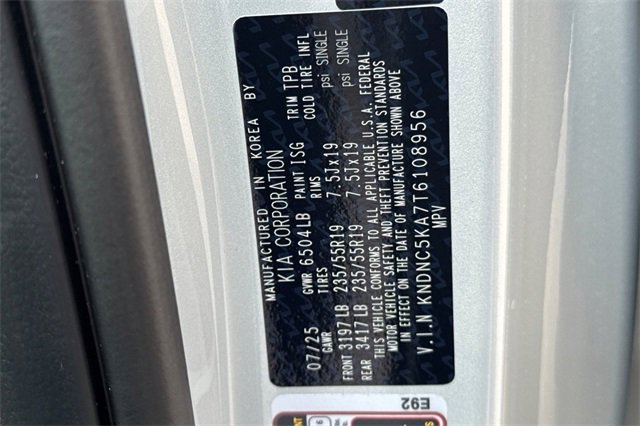 MANUFACTURED IN KOREA BY
KIA CORPORATION
07/25 GVWR 6504LB PAINT ISG TRIM TPB
GAWR TIRES RIMS COLD TIRE INFL
FRONT 3197LB 235/55R19 7.5Jx19 psi SINGLE
REAR 3417LB 235/55R19 7.5Jx19 psi SINGLE
THIS VEHICLE CONFORMS TO ALL APPLICABLE U.S.A. FEDERAL
MOTOR VEHICLE SAFETY AND THEFT PREVENTION STANDARDS
IN EFFECT ON THE DATE OF MANUFACTURE SHOWN ABOVE
V.I.N KNDNC5KA7T6108956
MPV
E92